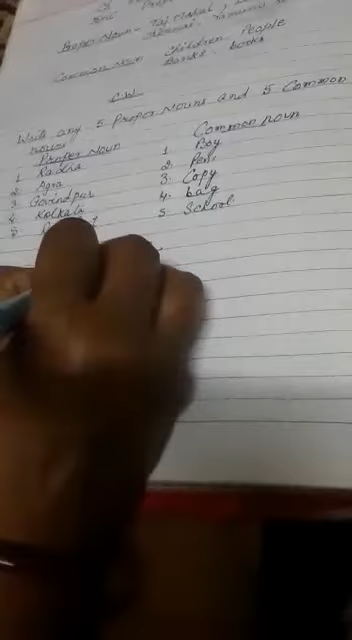 Proper Noun - Taj Mahal,
Common Noun Children People
Banks books
C.W
Write any 5 Proper Nouns and 5 Common
nouns
Proper Noun Common noun
1 Radha 1. Boy
2 Agra 2. Pen
3 Govindpur 3. Copy
4. Kolkata 4. bag
5 5. School